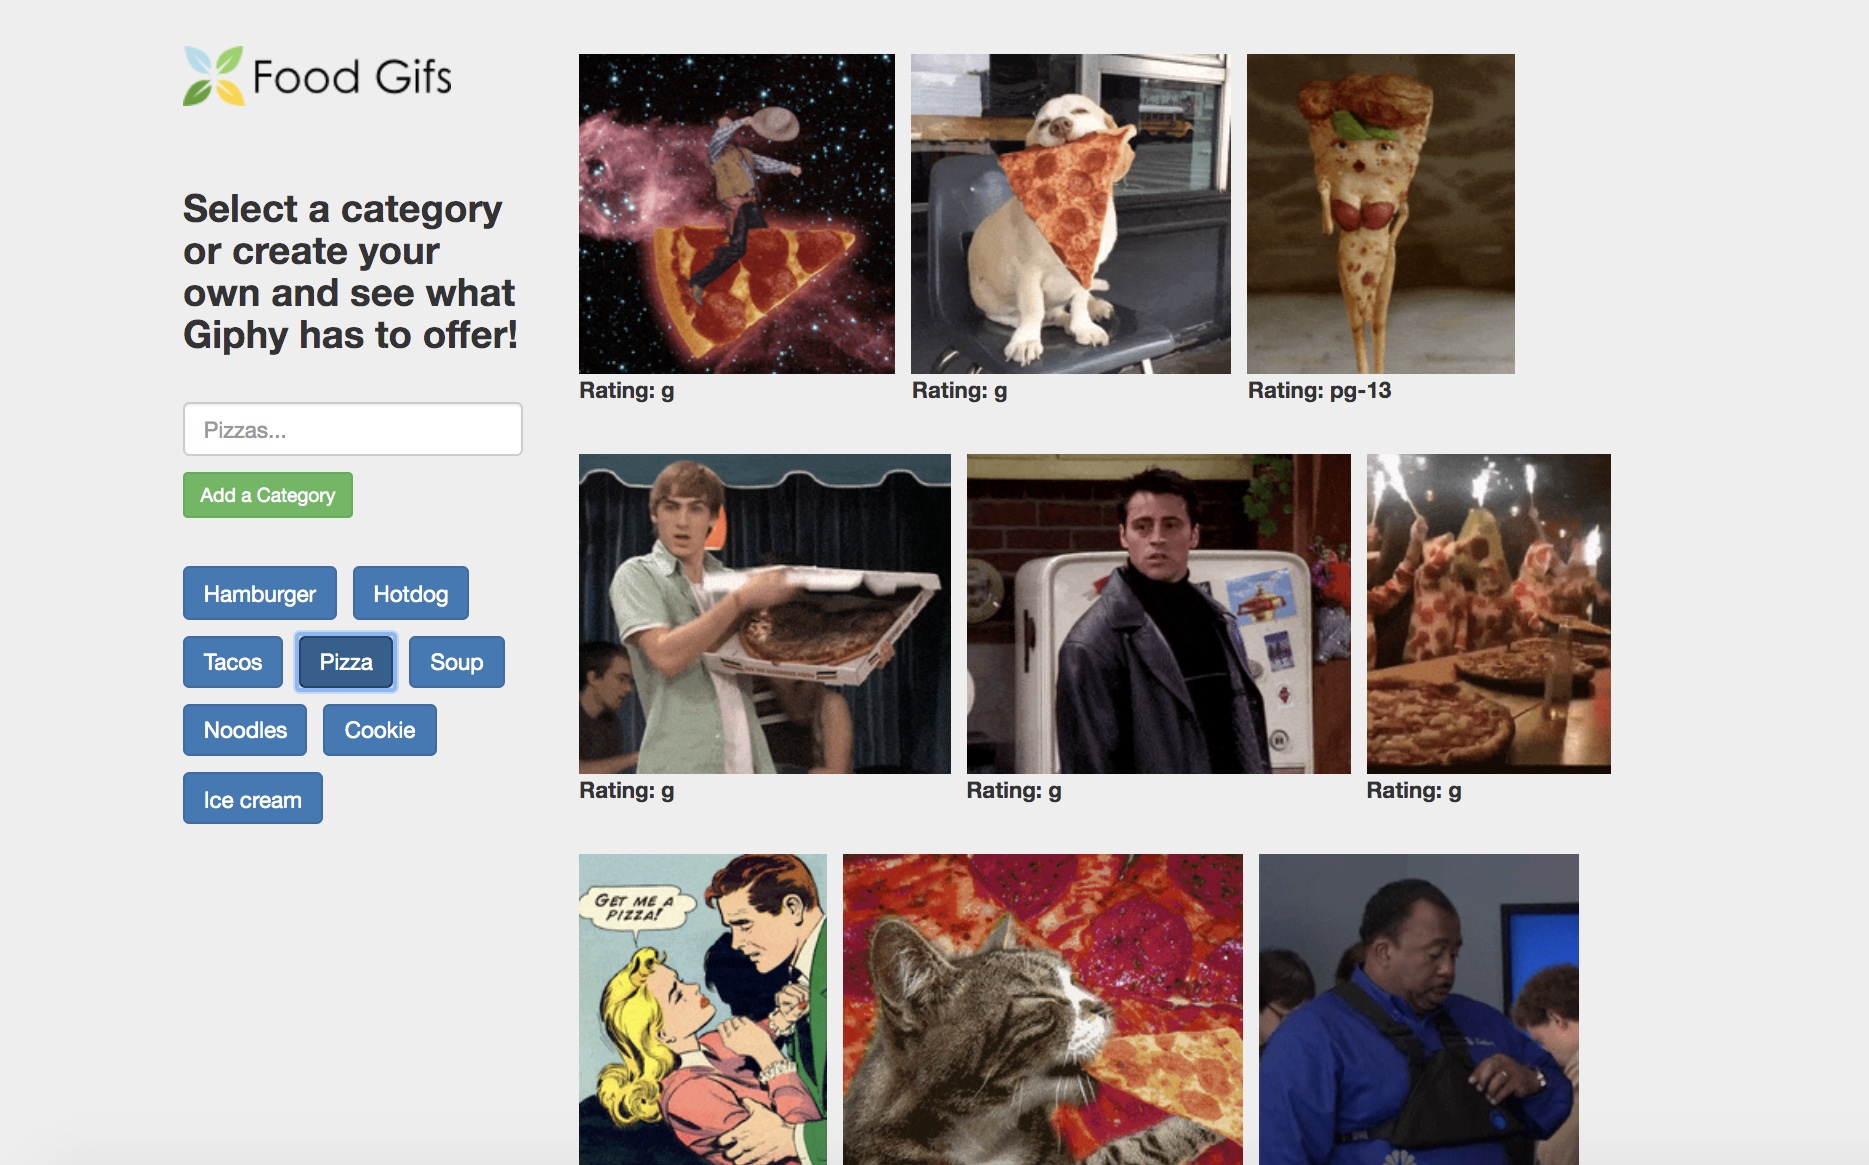 Food Gifs
Select a category
or create your
own and see what
Giphy has to offer!
Pizzas...
Add a Category
Hamburger
Hotdog
Tacos
Pizza
Soup
Noodles
Cookie
Ice cream
Rating: g
Rating: g
Rating: pg-13
Rating: g
Rating: g
Rating: g
GET ME A
PIZZA!